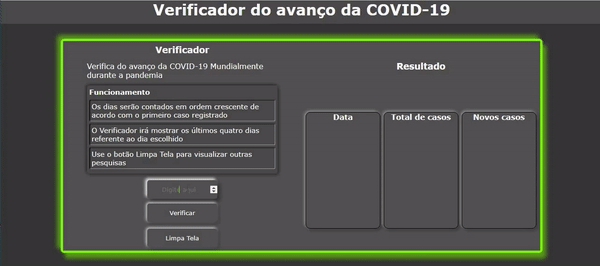 Verificador do avanço da COVID-19
Verificador
Verifica do avanço da COVID-19 Mundialmente
durante a pandemia
Funcionamento
Os dias serão contados em ordem crescente de
acordo com o primeiro caso registrado
O Verificador irá mostrar os últimos quatro dias
referente ao dia escolhido
Use o botão Limpa Tela para visualizar outras
pesquisas
Verificar
Limpa Tela
Resultado
Data
Total de casos
Novos casos